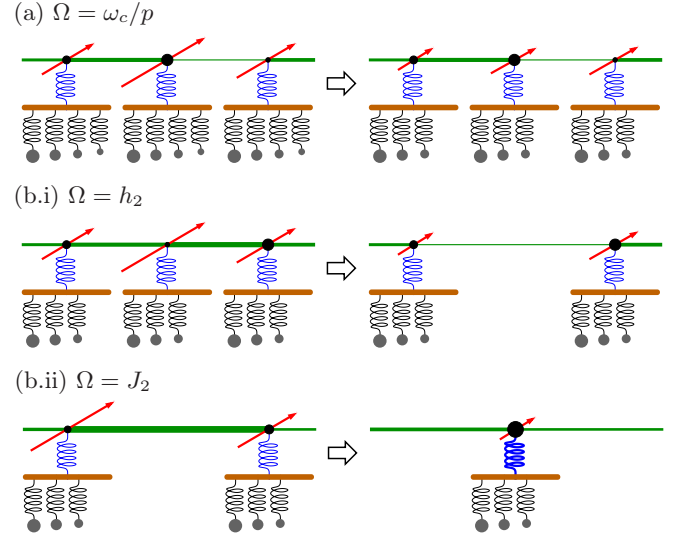 (a) Ω = ω_c/p
(b.i) Ω = h_2
(b.ii) Ω = J_2